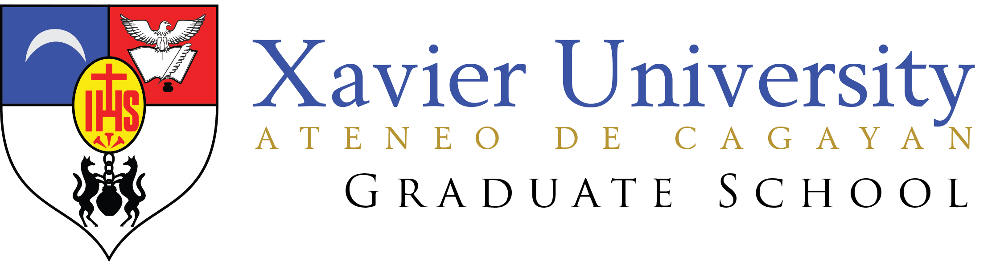 IHS
Xavier University
ATENEO DE CAGAYAN
GRADUATE SCHOOL